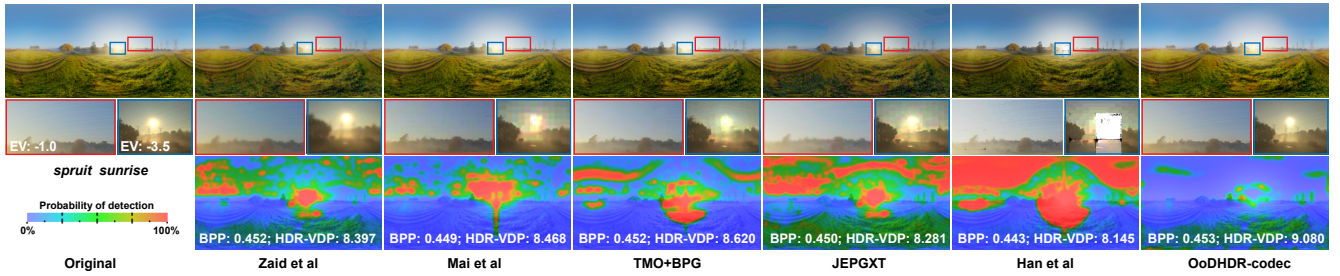 EV: -1.0 EV: -3.5
spruit sunrise
Probability of detection
0% 100%
BPP: 0.452; HDR-VDP: 8.397 BPP: 0.449; HDR-VDP: 8.468 BPP: 0.452; HDR-VDP: 8.620 BPP: 0.450; HDR-VDP: 8.281 BPP: 0.443; HDR-VDP: 8.145 BPP: 0.453; HDR-VDP: 9.080
Original Zaid et al Mai et al TMO+BPG JEPGXT Han et al OoDHDR-codec